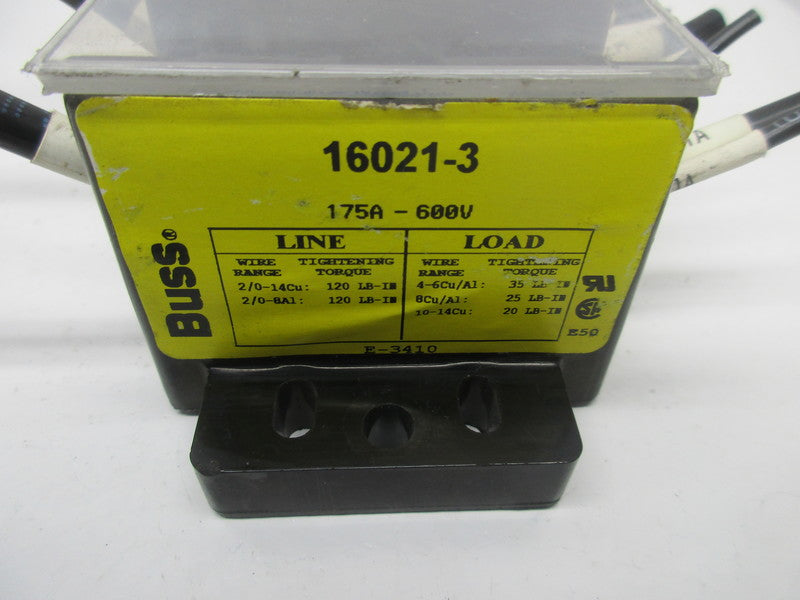 16021-3
175A - 600V
BUSS®
LINE
WIRE RANGE TIGHTENING TORQUE
2/0-14Cu: 120 LB-IN
2/0-8Al: 120 LB-IN
LOAD
WIRE RANGE TIGHTENING TORQUE
4-6Cu/Al: 35 LB-IN
8Cu/Al: 25 LB-IN
10-14Cu: 20 LB-IN
E50
E-3410